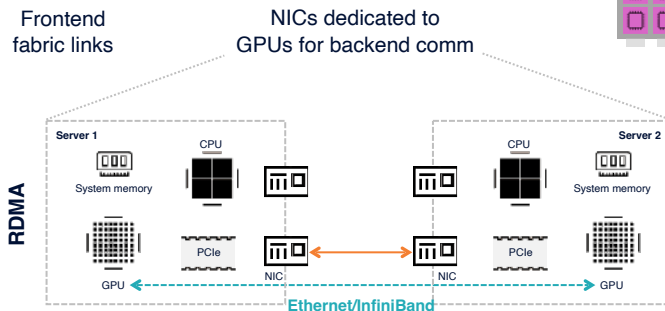 Frontend
fabric links
NICs dedicated to
GPUs for backend comm
RDMA
Server 1
System memory
CPU
GPU
PCIe
NIC
Server 2
CPU
System memory
NIC
PCIe
GPU
Ethernet/InfiniBand